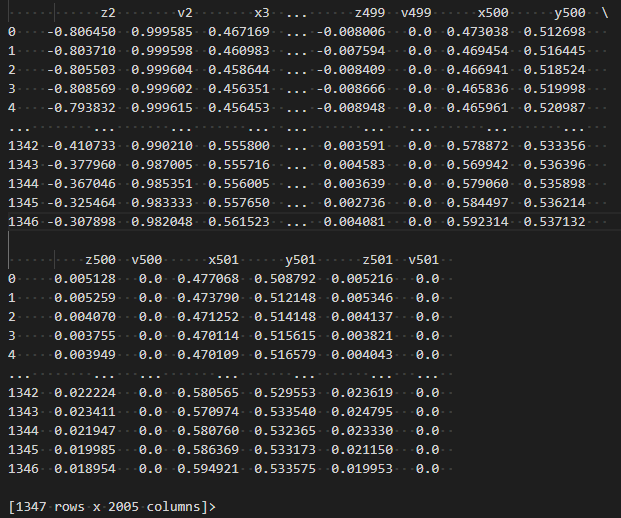 z2 v2 x3 ... z499 v499 x500 y500 \
0 -0.806450 0.999585 0.467169 ... -0.008006 0.0 0.473038 0.512698
1 -0.803710 0.999598 0.460983 ... -0.007594 0.0 0.469454 0.516445
2 -0.805503 0.999604 0.458644 ... -0.008409 0.0 0.466941 0.518524
3 -0.808569 0.999602 0.456351 ... -0.008666 0.0 0.465836 0.519998
4 -0.793832 0.999615 0.456453 ... -0.008948 0.0 0.465961 0.520987
... ... ... ... ... ... ... ... ...
1342 -0.410733 0.990210 0.555800 ... 0.003591 0.0 0.578872 0.533356
1343 -0.377960 0.987005 0.555716 ... 0.004583 0.0 0.569942 0.536396
1344 -0.367046 0.985351 0.556005 ... 0.003639 0.0 0.579060 0.535898
1345 -0.325464 0.983333 0.557650 ... 0.002736 0.0 0.584497 0.536214
1346 -0.307898 0.982048 0.561523 ... 0.004081 0.0 0.592314 0.537132
z500 v500 x501 y501 z501 v501
0 0.005128 0.0 0.477068 0.508792 0.005216 0.0
1 0.005259 0.0 0.473790 0.512148 0.005346 0.0
2 0.004070 0.0 0.471252 0.514148 0.004137 0.0
3 0.003755 0.0 0.470114 0.515615 0.003821 0.0
4 0.003949 0.0 0.470109 0.516579 0.004043 0.0
... ... ... ... ... ... ...
1342 0.022224 0.0 0.580565 0.529553 0.023619 0.0
1343 0.023411 0.0 0.570974 0.533540 0.024795 0.0
1344 0.021947 0.0 0.580760 0.532365 0.023330 0.0
1345 0.019985 0.0 0.586369 0.533173 0.021150 0.0
1346 0.018954 0.0 0.594921 0.533575 0.019953 0.0
[1347 rows x 2005 columns]>